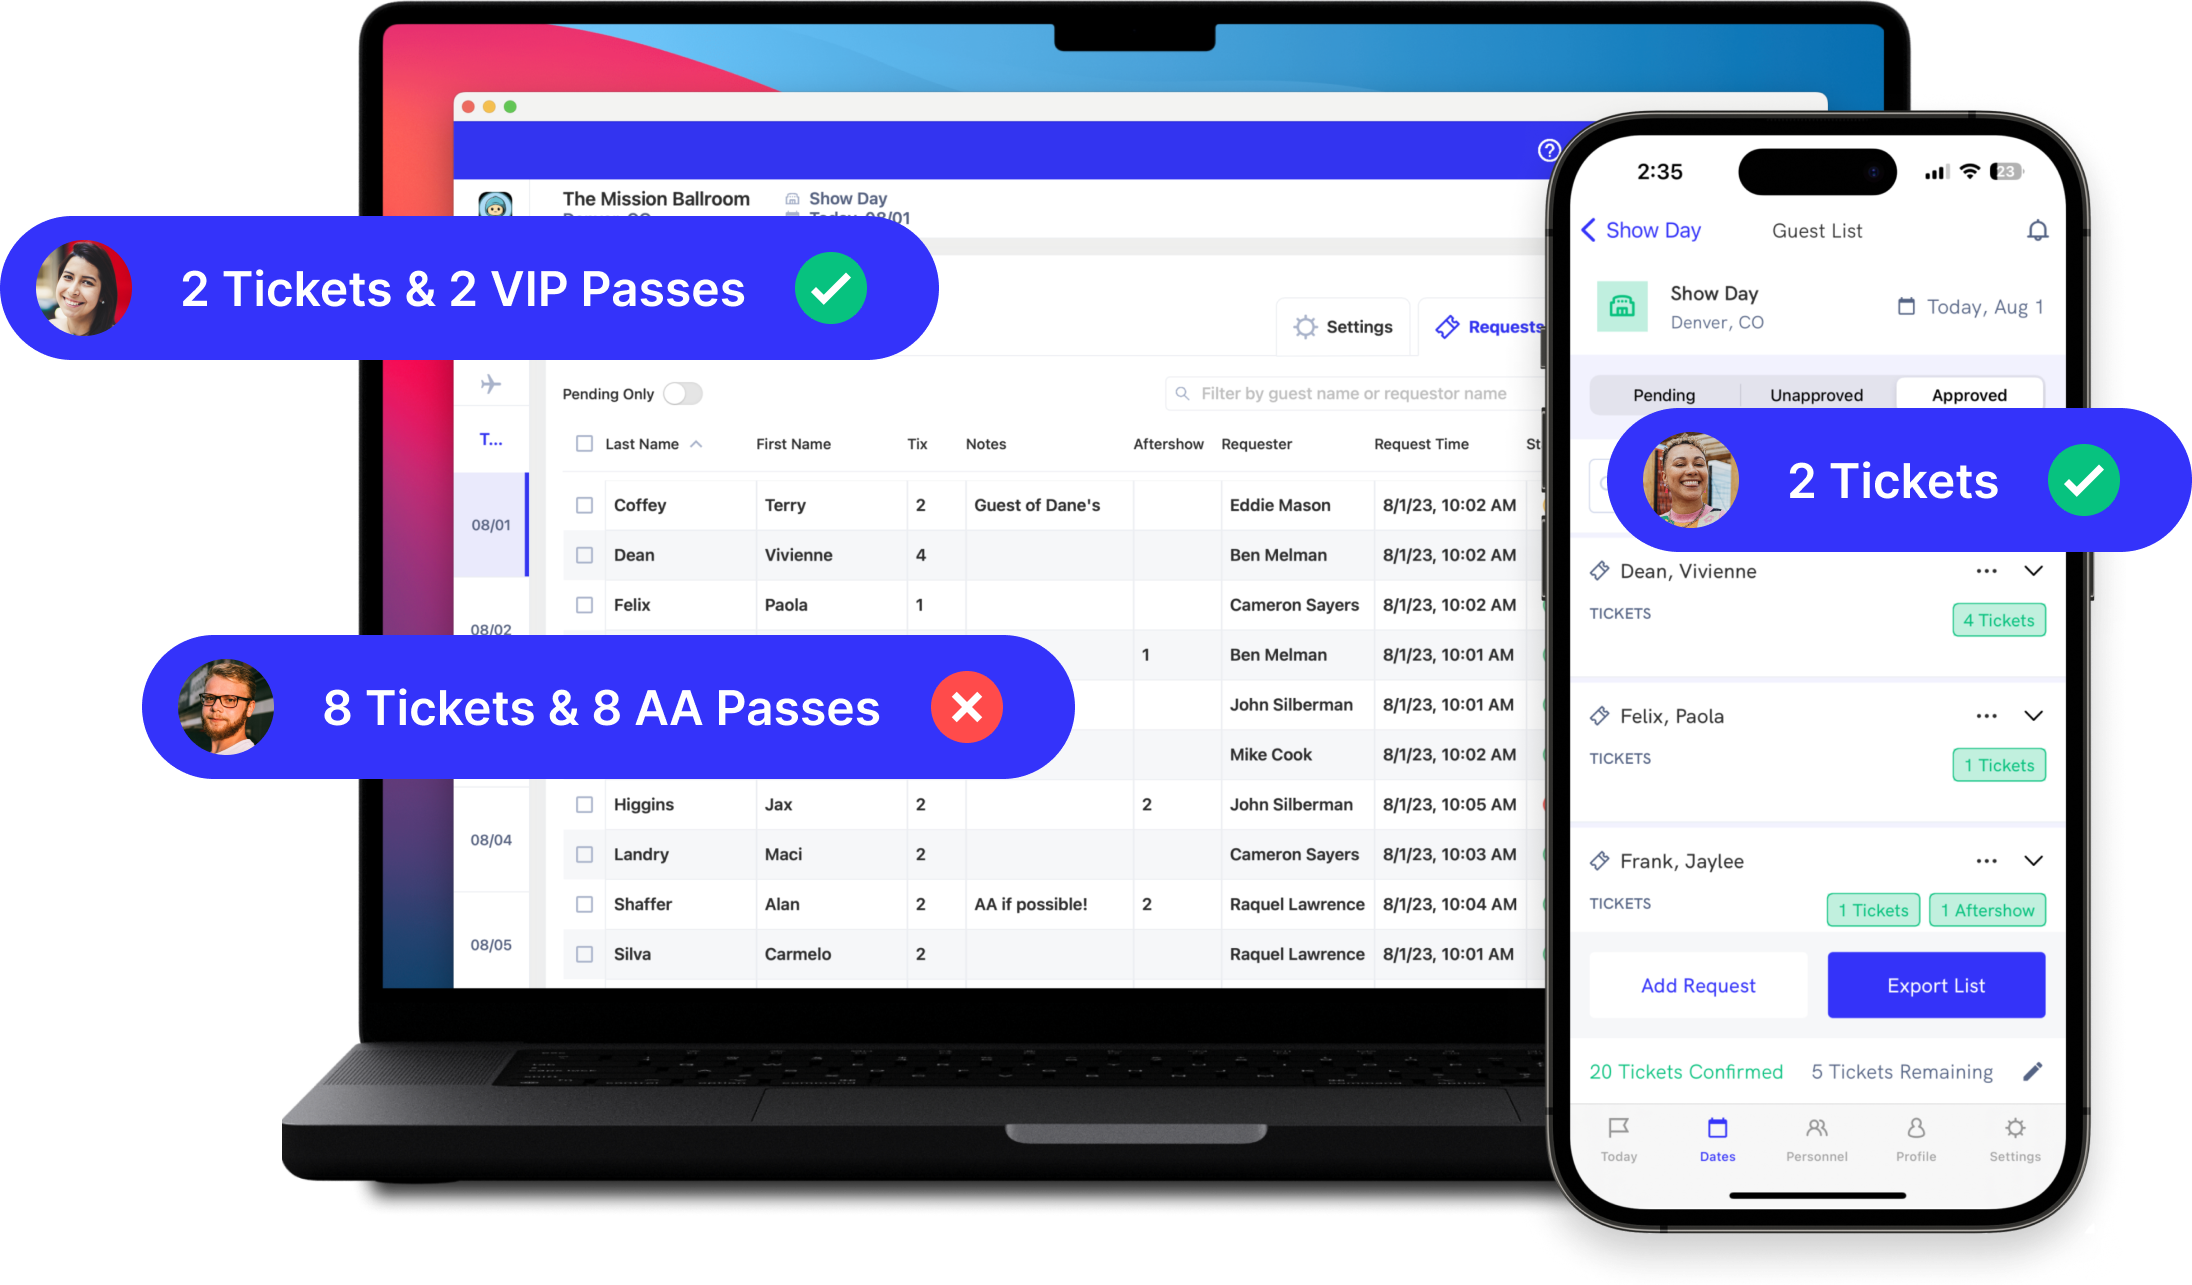 The Mission Ballroom
Show Day
Today, 08/01
2 Tickets & 2 VIP Passes
Settings
Requests
Pending Only
Filter by guest name or requestor name
T...
Last Name First Name Tix Notes Aftershow Requester Request Time St
Coffey Terry 2 Guest of Dane's Eddie Mason 8/1/23, 10:02 AM
08/01
Dean Vivienne 4 Ben Melman 8/1/23, 10:02 AM
Felix Paola 1 Cameron Sayers 8/1/23, 10:02 AM
08/02
1 Ben Melman 8/1/23, 10:01 AM
John Silberman 8/1/23, 10:01 AM
8 Tickets & 8 AA Passes
Mike Cook 8/1/23, 10:02 AM
Higgins Jax 2 2 John Silberman 8/1/23, 10:05 AM
08/04
Landry Maci 2 Cameron Sayers 8/1/23, 10:03 AM
Shaffer Alan 2 AA if possible! 2 Raquel Lawrence 8/1/23, 10:04 AM
08/05
Silva Carmelo 2 Raquel Lawrence 8/1/23, 10:01 AM
2:35
23
Show Day
Guest List
Show Day
Denver, CO
Today, Aug 1
Pending Unapproved Approved
2 Tickets
Dean, Vivienne
TICKETS
4 Tickets
Felix, Paola
TICKETS
1 Tickets
Frank, Jaylee
TICKETS
1 Tickets 1 Aftershow
Add Request
Export List
20 Tickets Confirmed 5 Tickets Remaining
Today Dates Personnel Profile Settings